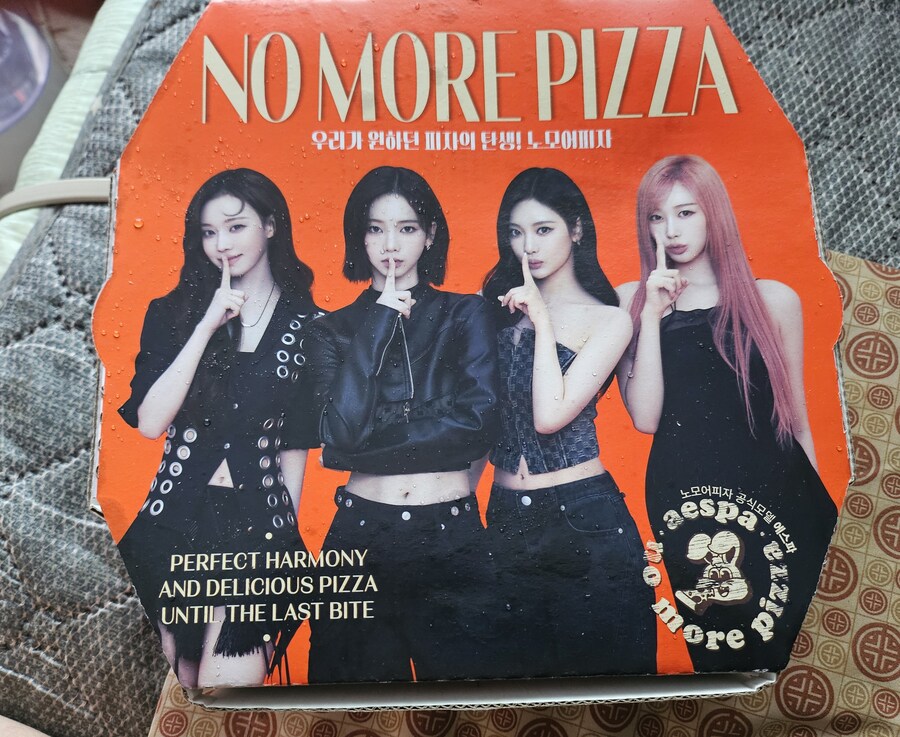 NO MORE PIZZA
우리가 원하던 피자의 탄생! 노모어피자
PERFECT HARMONY
AND DELICIOUS PIZZA
UNTIL THE LAST BITE
노모어피자 공식모델 에스파
aespa
no more pizza